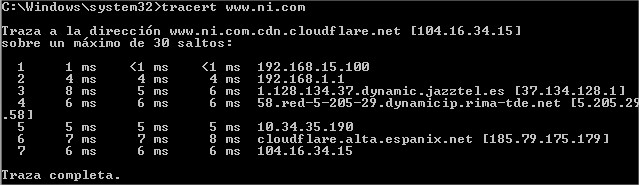 C:\Windows\system32>tracert www.ni.com
Traza a la dirección www.ni.com.cdn.cloudflare.net [104.16.34.15]
sobre un máximo de 30 saltos:
1 1 ms <1 ms <1 ms 192.168.15.100
2 4 ms 4 ms 4 ms 192.168.1.1
3 8 ms 5 ms 6 ms 1.128.134.37.dynamic.jazztel.es [37.134.128.1]
4 6 ms 6 ms 6 ms 58.red-5-205-29.dynamicip.rima-tde.net [5.205.29
.58]
5 5 ms 5 ms 5 ms 10.34.35.190
6 7 ms 7 ms 8 ms cloudflare.alta.espanix.net [185.79.175.179]
7 6 ms 6 ms 6 ms 104.16.34.15
Traza completa.